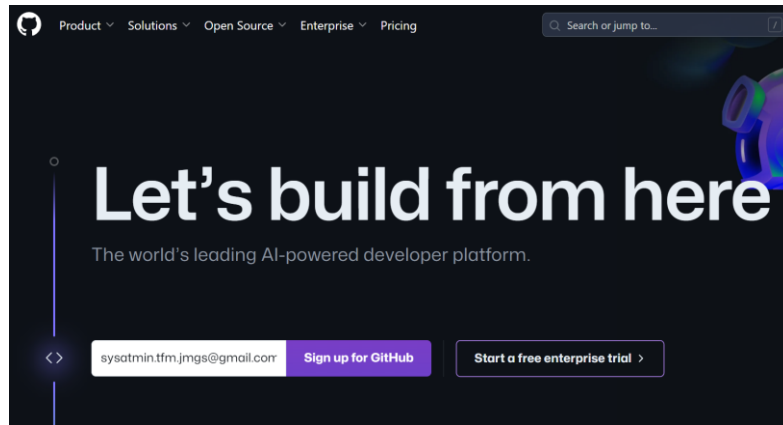 Product Solutions Open Source Enterprise Pricing Search or jump to... /
Let's build from here
The world's leading AI-powered developer platform.
<> sysatmin.tfm.jmgs@gmail.com Sign up for GitHub Start a free enterprise trial >